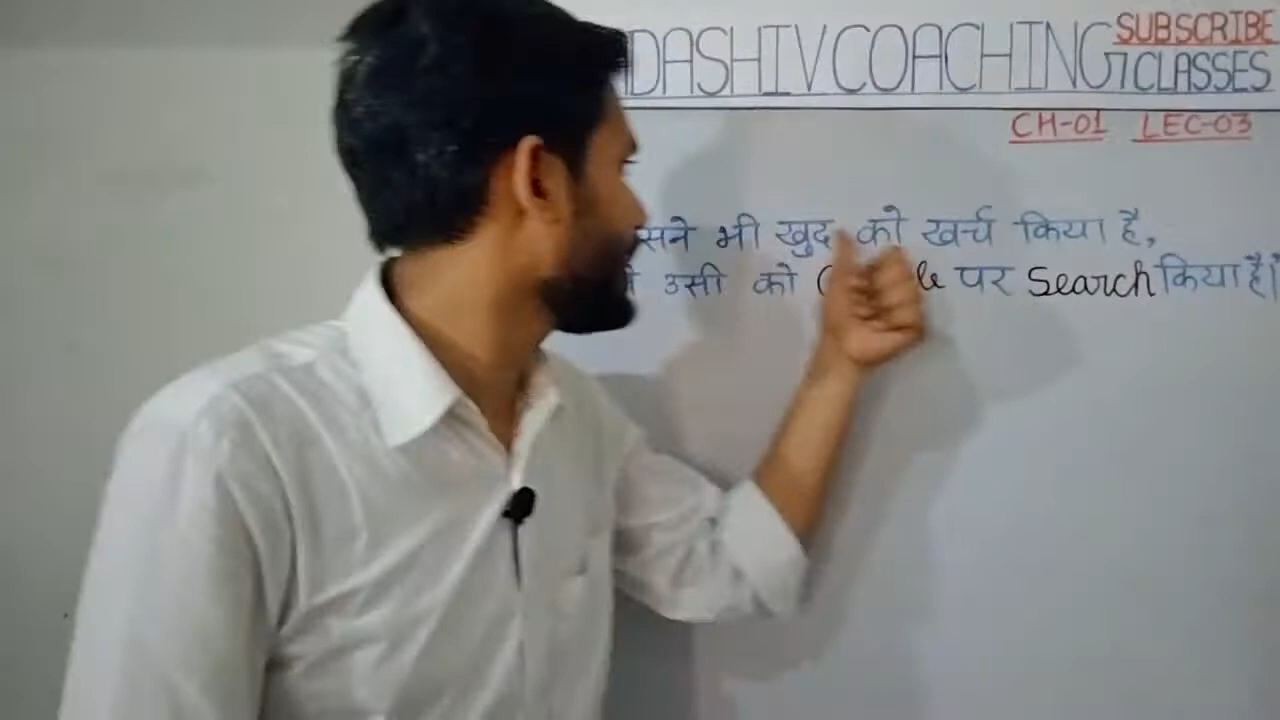 DASHIV COACHING
SUBSCRIBE
CLASSES
CH-01 LEC-03
सने भी खुद को खर्च किया है,
उसी को पर Search किया है।